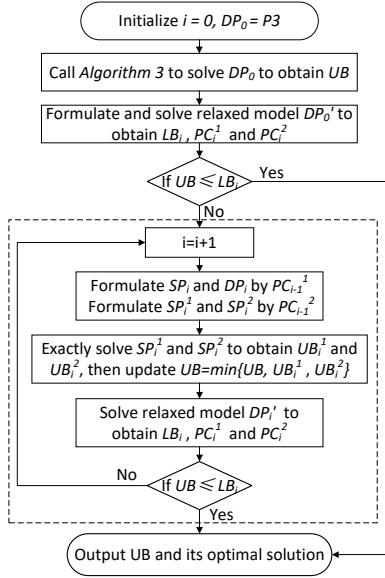 Initialize i = 0, DP₀ = P3
Call Algorithm 3 to solve DP₀ to obtain UB
Formulate and solve relaxed model DP₀' to
obtain LBᵢ , PCᵢ¹ and PCᵢ²
If UB ⩽ LBᵢ
Yes
No
i=i+1
Formulate SPᵢ and DPᵢ by PCᵢ₋₁¹
Formulate SPᵢ¹ and SPᵢ² by PCᵢ₋₁²
Exactly solve SPᵢ¹ and SPᵢ² to obtain UBᵢ¹ and
UBᵢ², then update UB=min{UB, UBᵢ¹ , UBᵢ²}
Solve relaxed model DPᵢ' to
obtain LBᵢ, PCᵢ¹ and PCᵢ²
No
If UB ⩽ LBᵢ
Yes
Output UB and its optimal solution